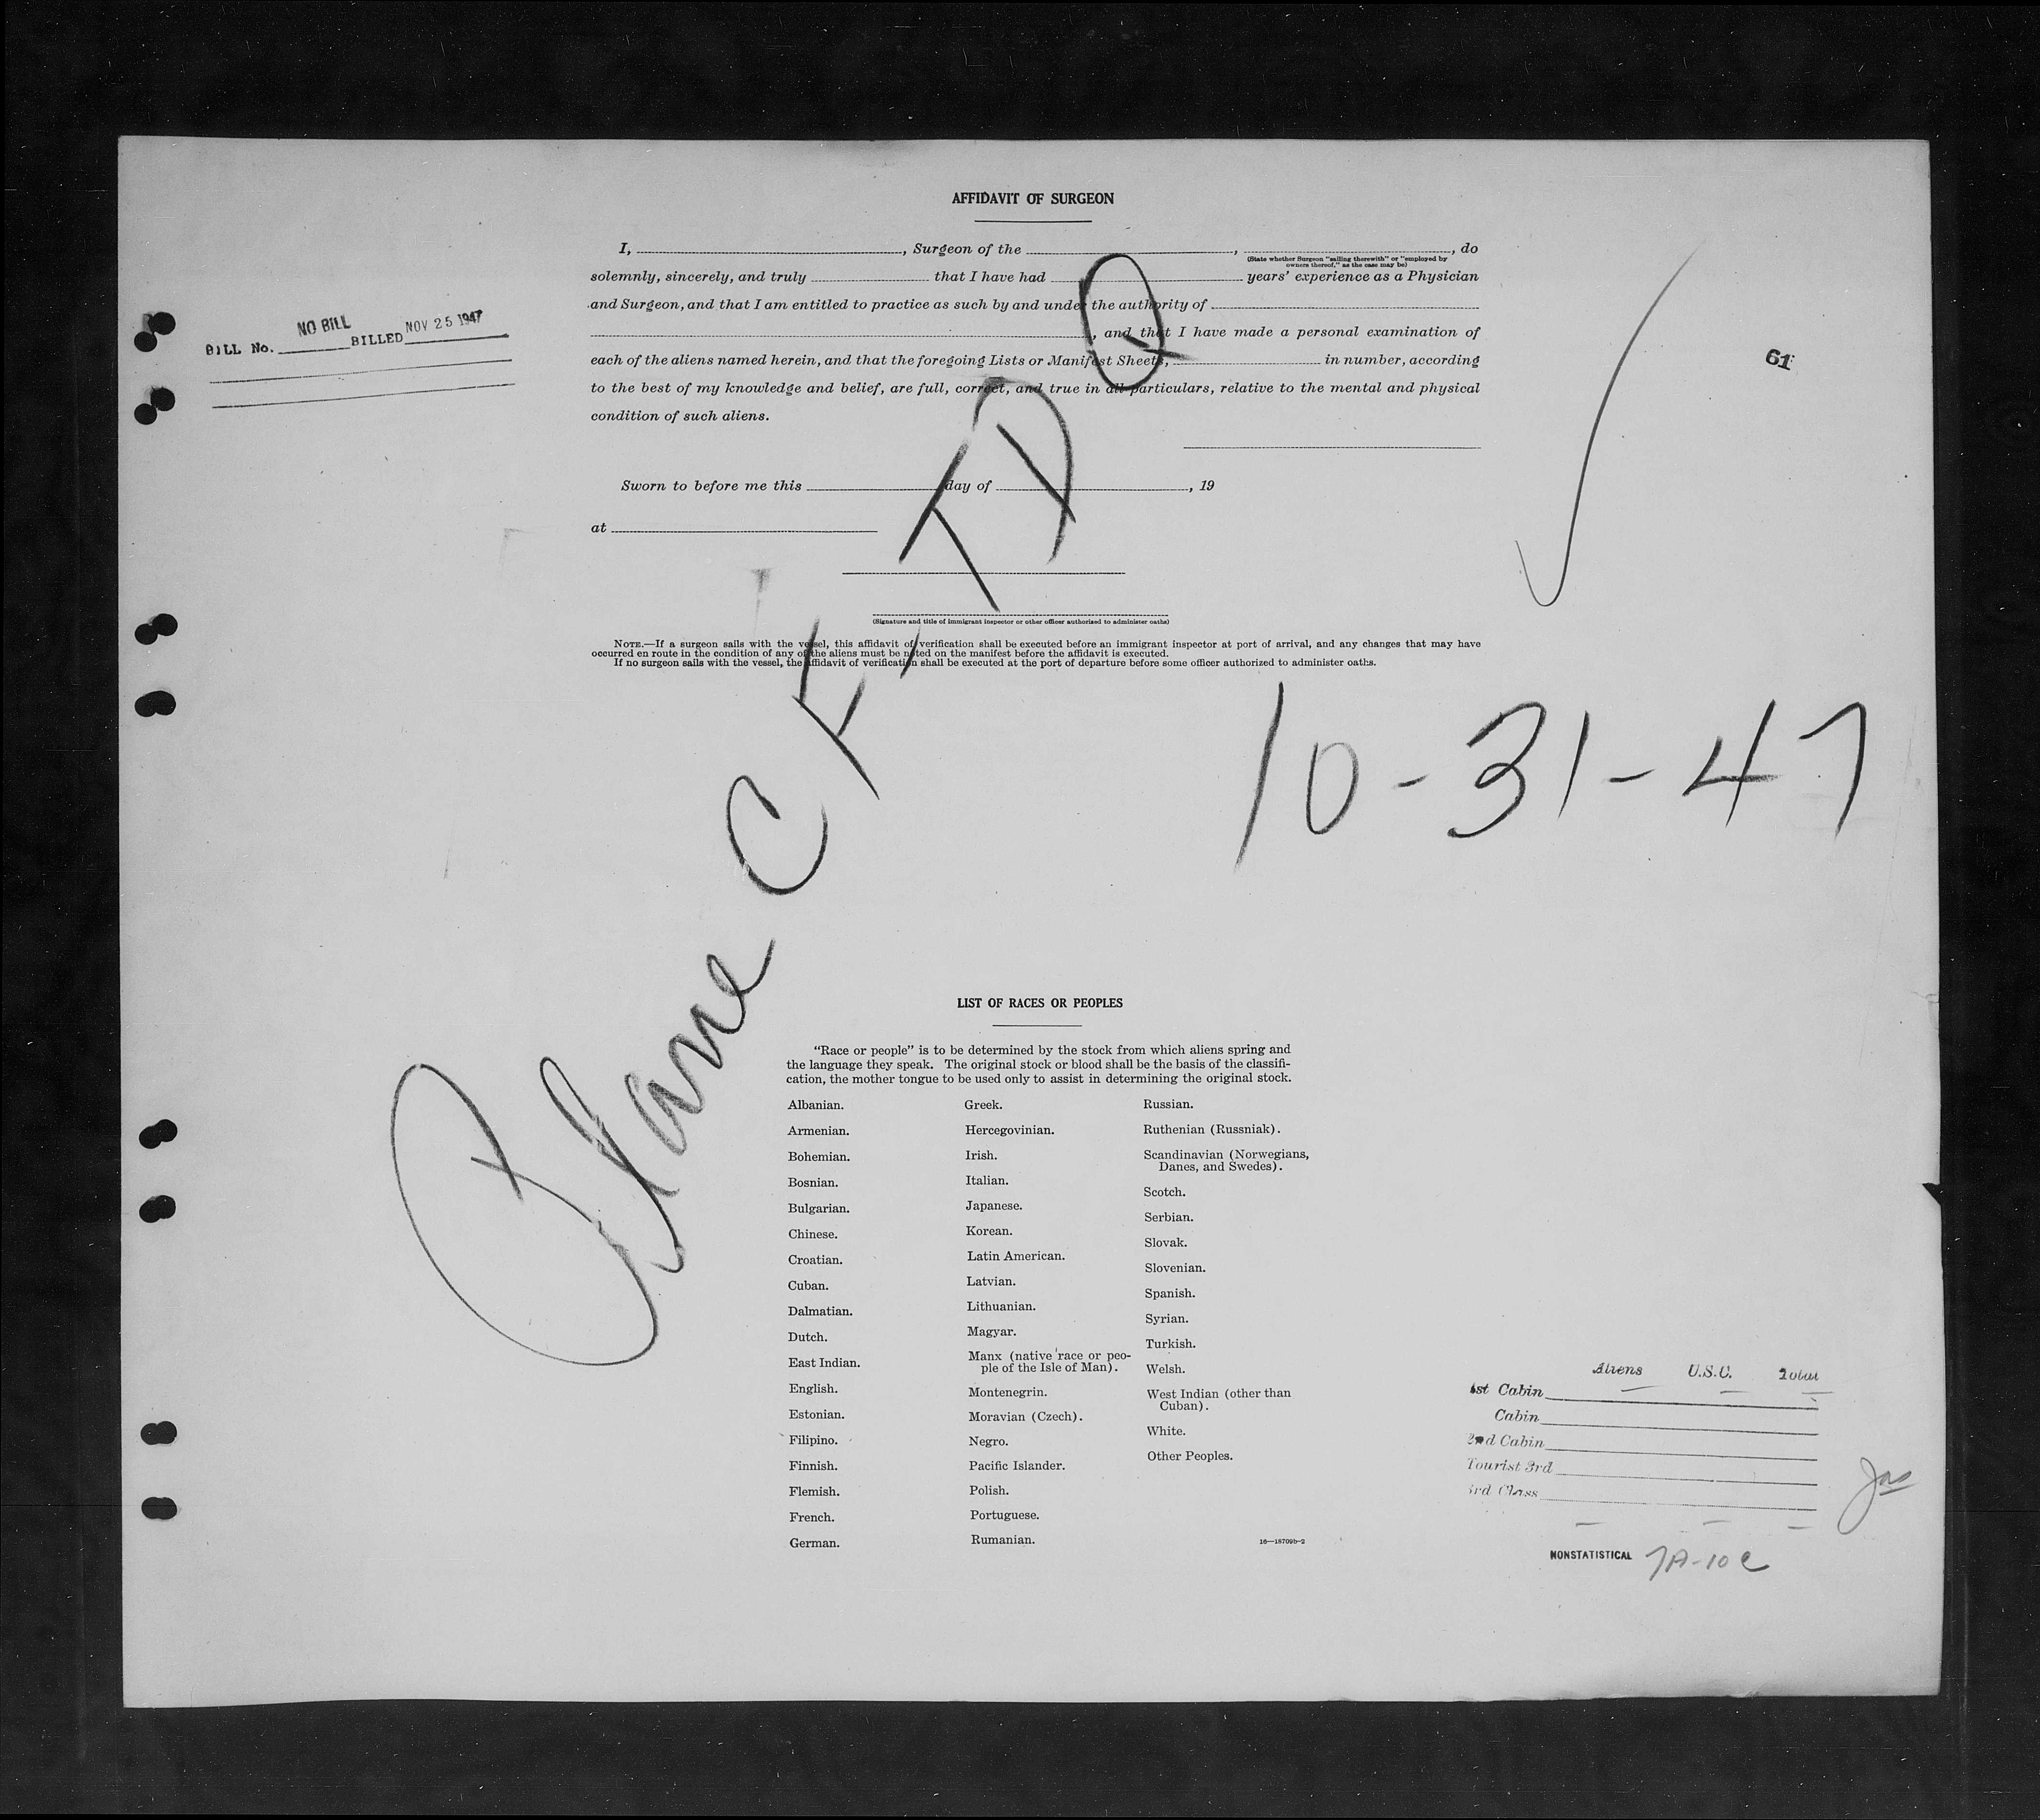 AFFIDAVIT OF SURGEON
I, , Surgeon of the , , do
(State whether Surgeon "sailing therewith" or "employed by
owners thereof," as the case may be)
solemnly, sincerely, and truly that I have had years' experience as a Physician
and Surgeon, and that I am entitled to practice as such by and under the authority of
, and that I have made a personal examination of
each of the aliens named herein, and that the foregoing Lists or Manifest Sheets, in number, according
to the best of my knowledge and belief, are full, correct, and true in all particulars, relative to the mental and physical
condition of such aliens.
Sworn to before me this day of , 19
at
(Signature and title of immigrant inspector or other officer authorized to administer oaths)
NOTE.—If a surgeon sails with the vessel, this affidavit of verification shall be executed before an immigrant inspector at port of arrival, and any changes that may have
occurred en route in the condition of any of the aliens must be noted on the manifest before the affidavit is executed.
If no surgeon sails with the vessel, the affidavit of verification shall be executed at the port of departure before some officer authorized to administer oaths.
NO BILL
BILL No. BILLED NOV 25 1947
61
Plane CF-TDQ
10-31-47
LIST OF RACES OR PEOPLES
"Race or people" is to be determined by the stock from which aliens spring and
the language they speak. The original stock or blood shall be the basis of the classifi-
cation, the mother tongue to be used only to assist in determining the original stock.
Albanian.
Armenian.
Bohemian.
Bosnian.
Bulgarian.
Chinese.
Croatian.
Cuban.
Dalmatian.
Dutch.
East Indian.
English.
Estonian.
Filipino.
Finnish.
Flemish.
French.
German.
Greek.
Hercegovinian.
Irish.
Italian.
Japanese.
Korean.
Latin American.
Latvian.
Lithuanian.
Magyar.
Manx (native race or peo-
ple of the Isle of Man).
Montenegrin.
Moravian (Czech).
Negro.
Pacific Islander.
Polish.
Portuguese.
Rumanian.
Russian.
Ruthenian (Russniak).
Scandinavian (Norwegians,
Danes, and Swedes).
Scotch.
Serbian.
Slovak.
Slovenian.
Spanish.
Syrian.
Turkish.
Welsh.
West Indian (other than
Cuban).
White.
Other Peoples.
16—18709b-2
Aliens U.S.C. Total
1st Cabin
Cabin
2nd Cabin
Tourist 3rd
3rd Class
NONSTATISTICAL 7A-10C